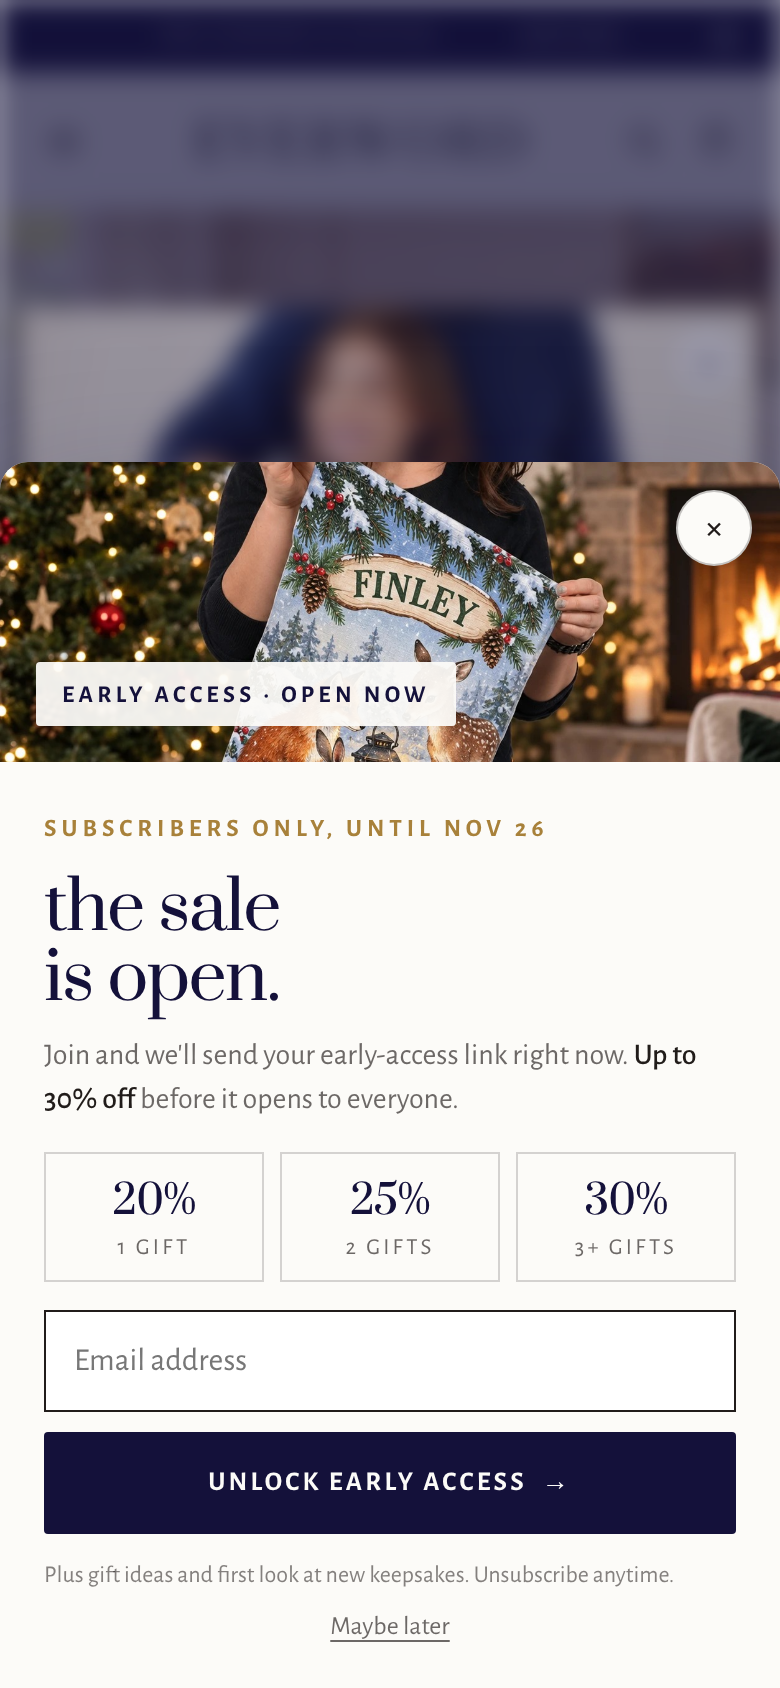 FINLEY
×
EARLY ACCESS · OPEN NOW
SUBSCRIBERS ONLY, UNTIL NOV 26
the sale
is open.
Join and we'll send your early-access link right now. Up to
30% off before it opens to everyone.
20%
1 GIFT
25%
2 GIFTS
30%
3+ GIFTS
Email address
UNLOCK EARLY ACCESS →
Plus gift ideas and first look at new keepsakes. Unsubscribe anytime.
Maybe later